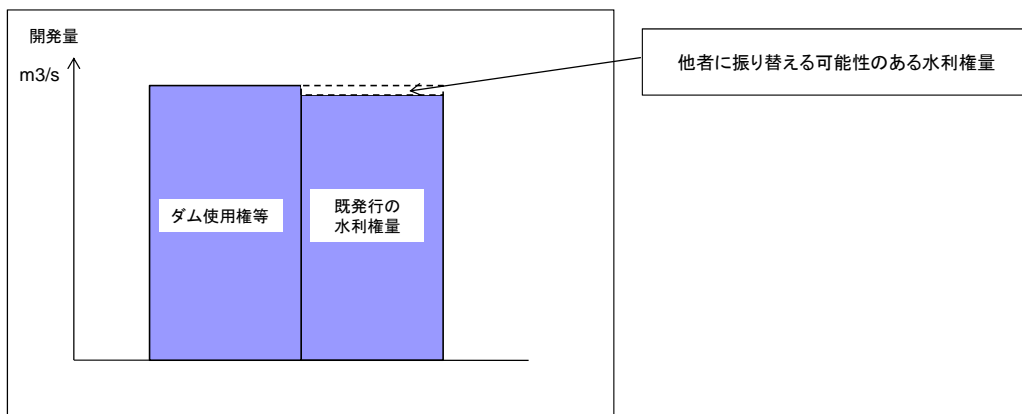 開発量
m3/s
他者に振り替える可能性のある水利権量
ダム使用権等
既発行の
水利権量